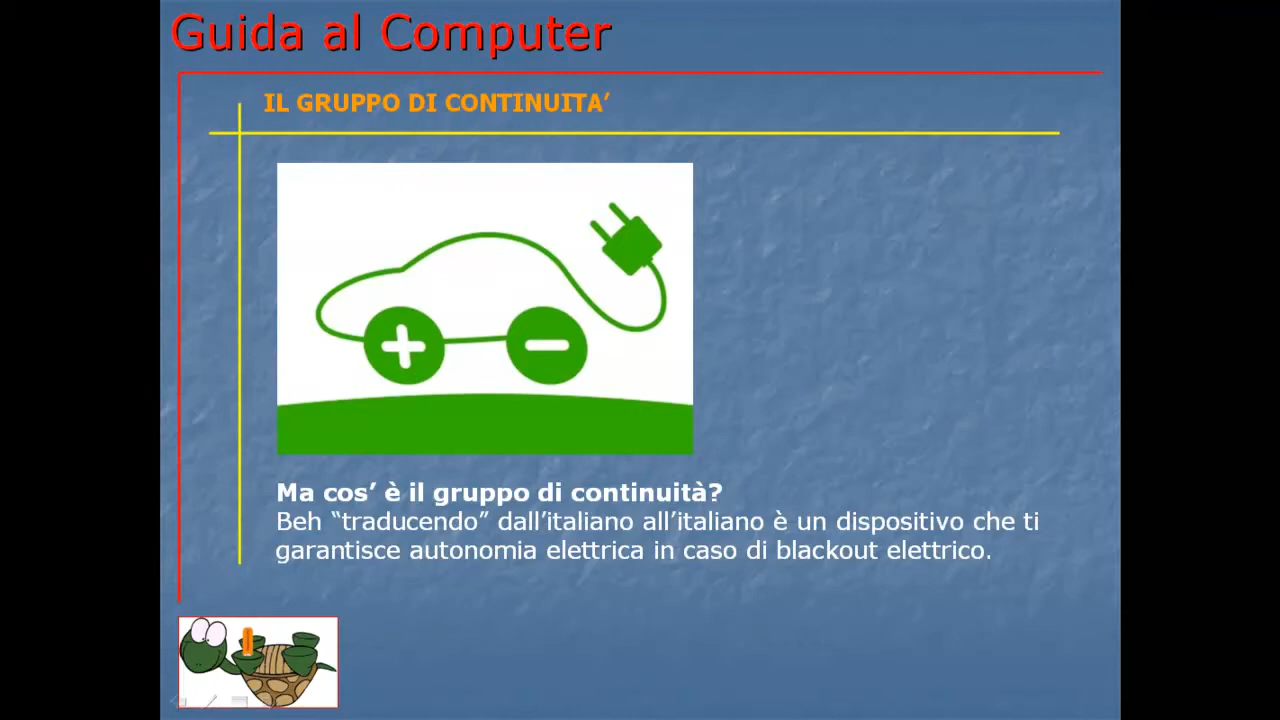 Guida al Computer
IL GRUPPO DI CONTINUITA’
Ma cos’ è il gruppo di continuità?
Beh “traducendo” dall’italiano all’italiano è un dispositivo che ti
garantisce autonomia elettrica in caso di blackout elettrico.